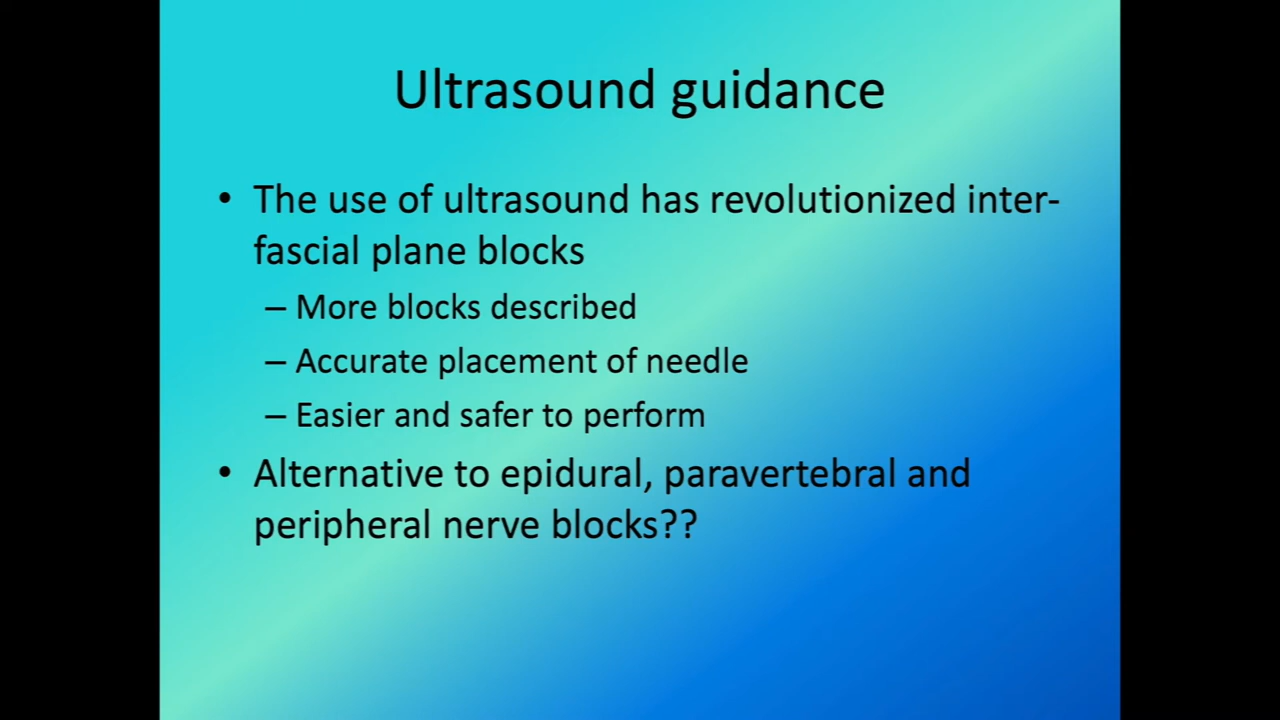 Ultrasound guidance
• The use of ultrasound has revolutionized inter-
fascial plane blocks
– More blocks described
– Accurate placement of needle
– Easier and safer to perform
• Alternative to epidural, paravertebral and
peripheral nerve blocks??